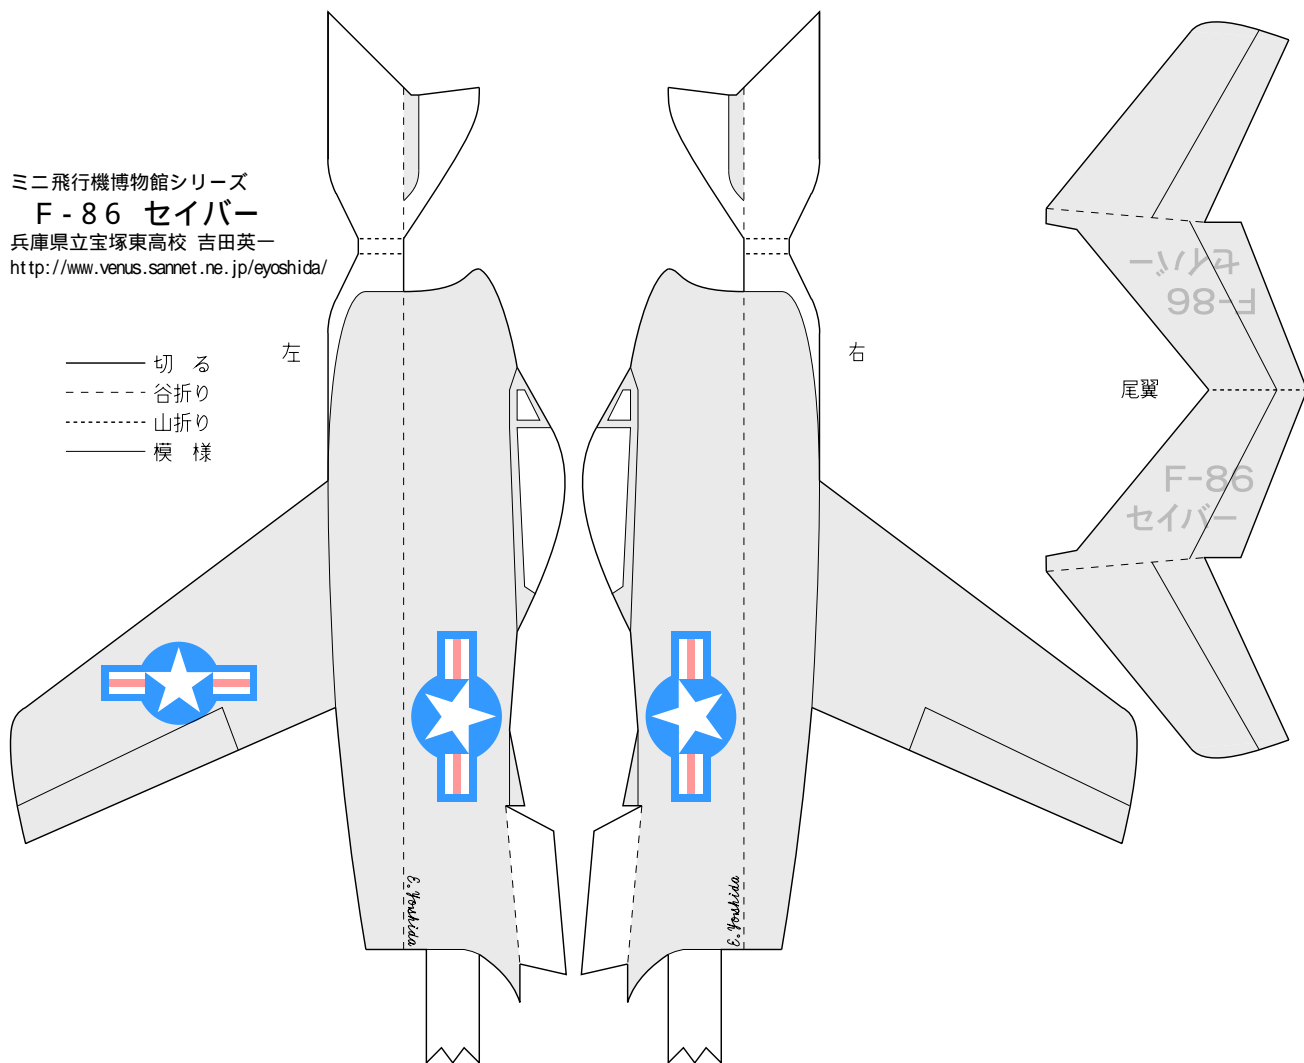 ミニ飛行機博物館シリーズ
F-86 セイバー
兵庫県立宝塚東高校 吉田英一
http://www.venus.sannet.ne.jp/eyoshida/
切る
谷折り
山折り
模様
左
右
尾翼
セイバー
F-86
F-86
セイバー
E.Yoshida
E.Yoshida